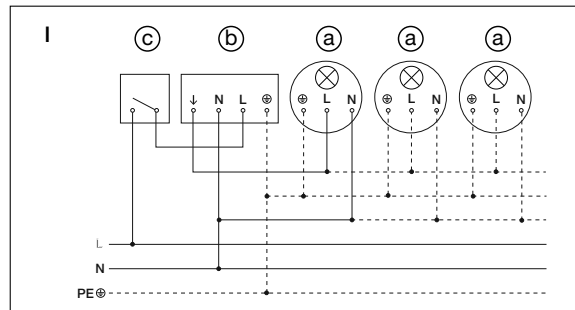 I
c b a a a
↓ N L ⏚ ⏚ L N ⏚ L N ⏚ L N
L
N
PE⏚